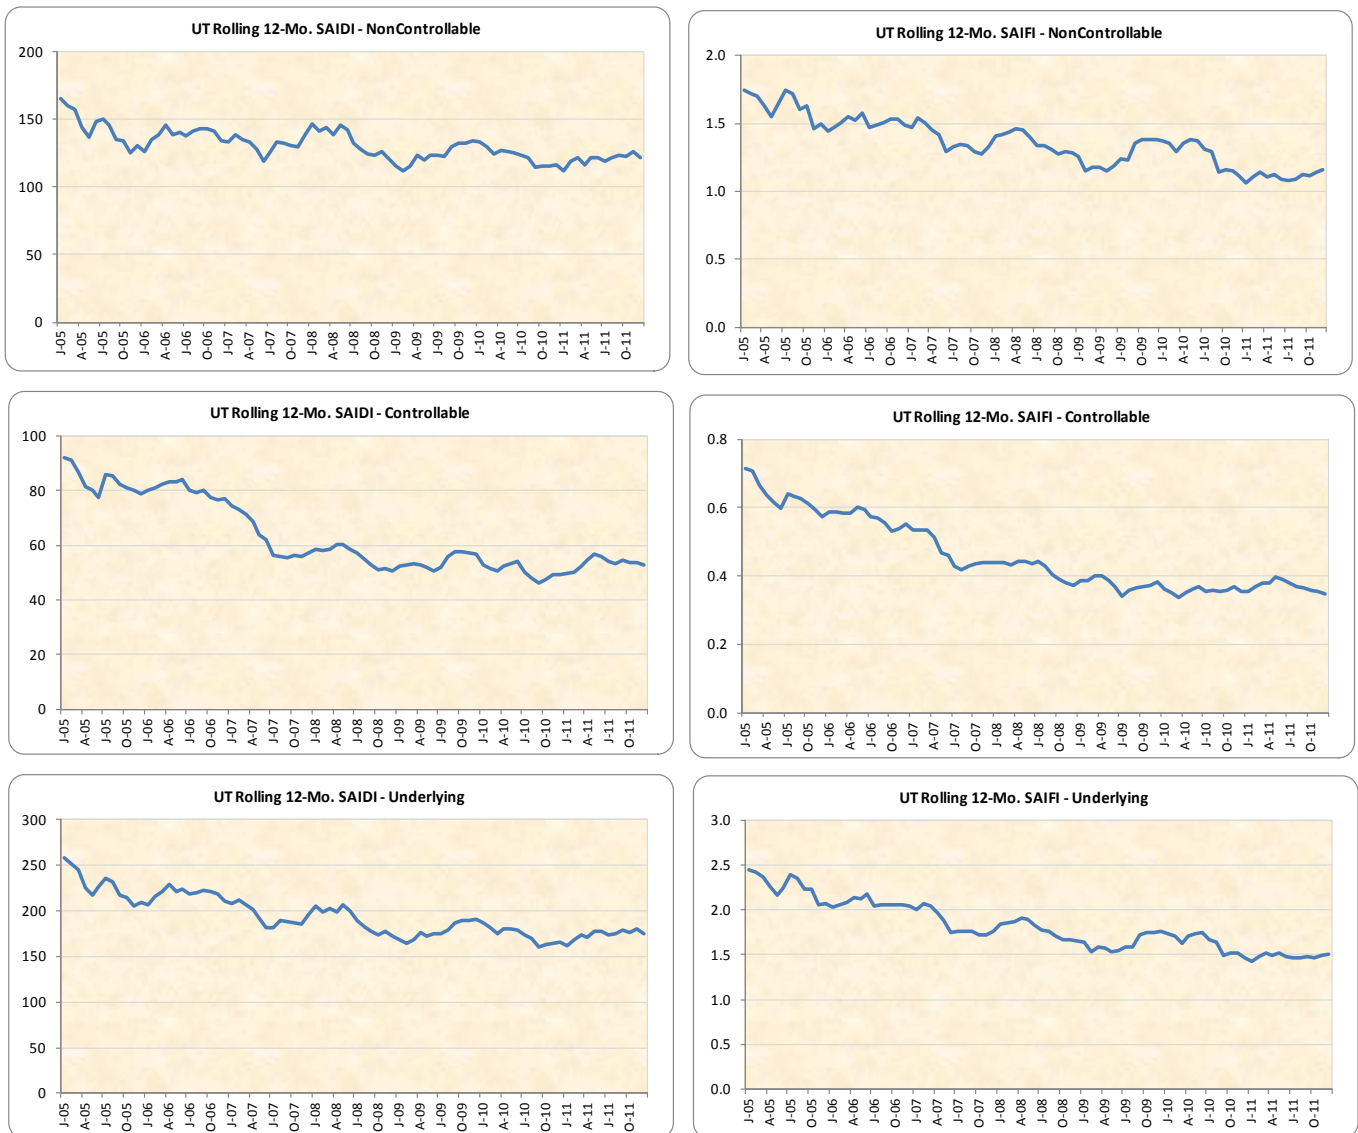 UT Rolling 12-Mo. SAIDI - NonControllable
200
150
100
50
0
J-05 A-05 J-05 O-05 J-06 A-06 J-06 O-06 J-07 A-07 J-07 O-07 J-08 A-08 J-08 O-08 J-09 A-09 J-09 O-09 J-10 A-10 J-10 O-10 J-11 A-11 J-11 O-11
UT Rolling 12-Mo. SAIFI - NonControllable
2.0
1.5
1.0
0.5
0.0
J-05 A-05 J-05 O-05 J-06 A-06 J-06 O-06 J-07 A-07 J-07 O-07 J-08 A-08 J-08 O-08 J-09 A-09 J-09 O-09 J-10 A-10 J-10 O-10 J-11 A-11 J-11 O-11
UT Rolling 12-Mo. SAIDI - Controllable
100
80
60
40
20
0
J-05 A-05 J-05 O-05 J-06 A-06 J-06 O-06 J-07 A-07 J-07 O-07 J-08 A-08 J-08 O-08 J-09 A-09 J-09 O-09 J-10 A-10 J-10 O-10 J-11 A-11 J-11 O-11
UT Rolling 12-Mo. SAIFI - Controllable
0.8
0.6
0.4
0.2
0.0
J-05 A-05 J-05 O-05 J-06 A-06 J-06 O-06 J-07 A-07 J-07 O-07 J-08 A-08 J-08 O-08 J-09 A-09 J-09 O-09 J-10 A-10 J-10 O-10 J-11 A-11 J-11 O-11
UT Rolling 12-Mo. SAIDI - Underlying
300
250
200
150
100
50
0
J-05 A-05 J-05 O-05 J-06 A-06 J-06 O-06 J-07 A-07 J-07 O-07 J-08 A-08 J-08 O-08 J-09 A-09 J-09 O-09 J-10 A-10 J-10 O-10 J-11 A-11 J-11 O-11
UT Rolling 12-Mo. SAIFI - Underlying
3.0
2.5
2.0
1.5
1.0
0.5
0.0
J-05 A-05 J-05 O-05 J-06 A-06 J-06 O-06 J-07 A-07 J-07 O-07 J-08 A-08 J-08 O-08 J-09 A-09 J-09 O-09 J-10 A-10 J-10 O-10 J-11 A-11 J-11 O-11